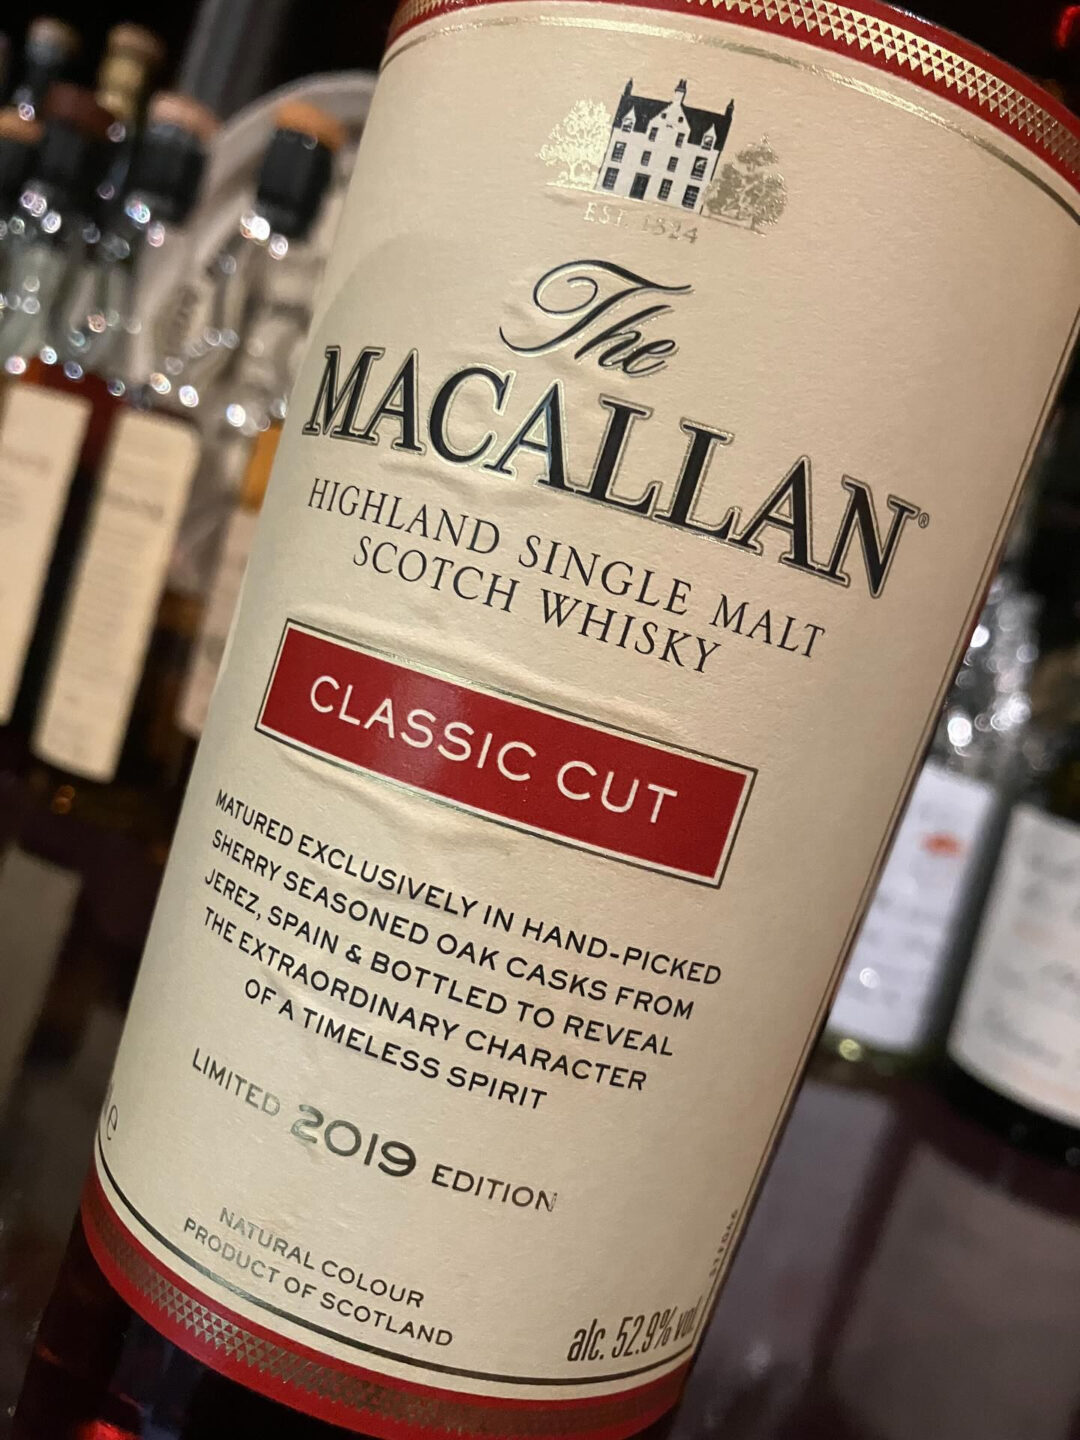 EST. 1824
The
MACALLAN®
HIGHLAND SINGLE MALT
SCOTCH WHISKY
CLASSIC CUT
MATURED EXCLUSIVELY IN HAND-PICKED
SHERRY SEASONED OAK CASKS FROM
JEREZ, SPAIN & BOTTLED TO REVEAL
THE EXTRAORDINARY CHARACTER
OF A TIMELESS SPIRIT
LIMITED 2019 EDITION
NATURAL COLOUR
PRODUCT OF SCOTLAND
alc. 52.9% vol.